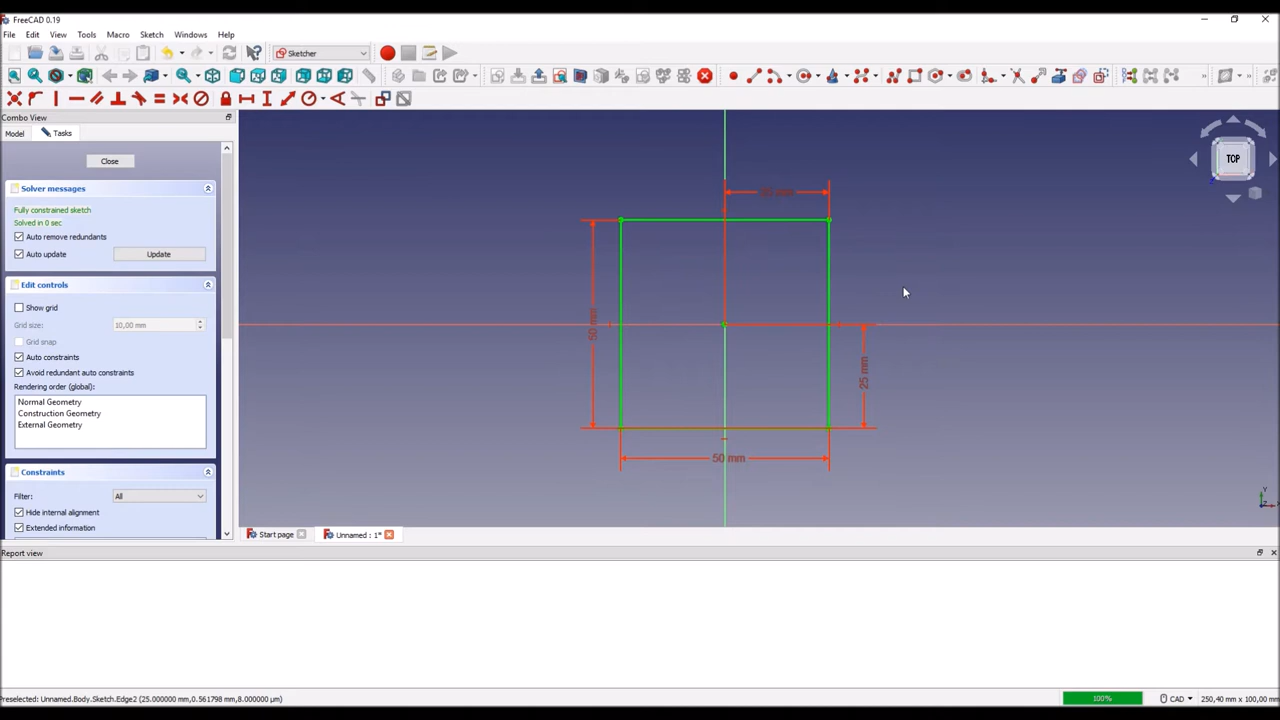 FreeCAD 0.19
File Edit View Tools Macro Sketch Windows Help
Sketcher
Combo View
Model Tasks
Close
Solver messages
Fully constrained sketch
Solved in 0 sec
Auto remove redundants
Auto update Update
Edit controls
Show grid
Grid size: 10,00 mm
Grid snap
Auto constraints
Avoid redundant auto constraints
Rendering order (global):
Normal Geometry
Construction Geometry
External Geometry
Constraints
Filter: All
Hide internal alignment
Extended information
TOP
50 mm
25 mm
50 mm
Y
Z
Start page Unnamed : 1*
Report view
Preselected: Unnamed.Body.Sketch.Edge2 (25.000000 mm,0.561798 mm,8.000000 µm)
100%
CAD
250,40 mm x 100,00 mm